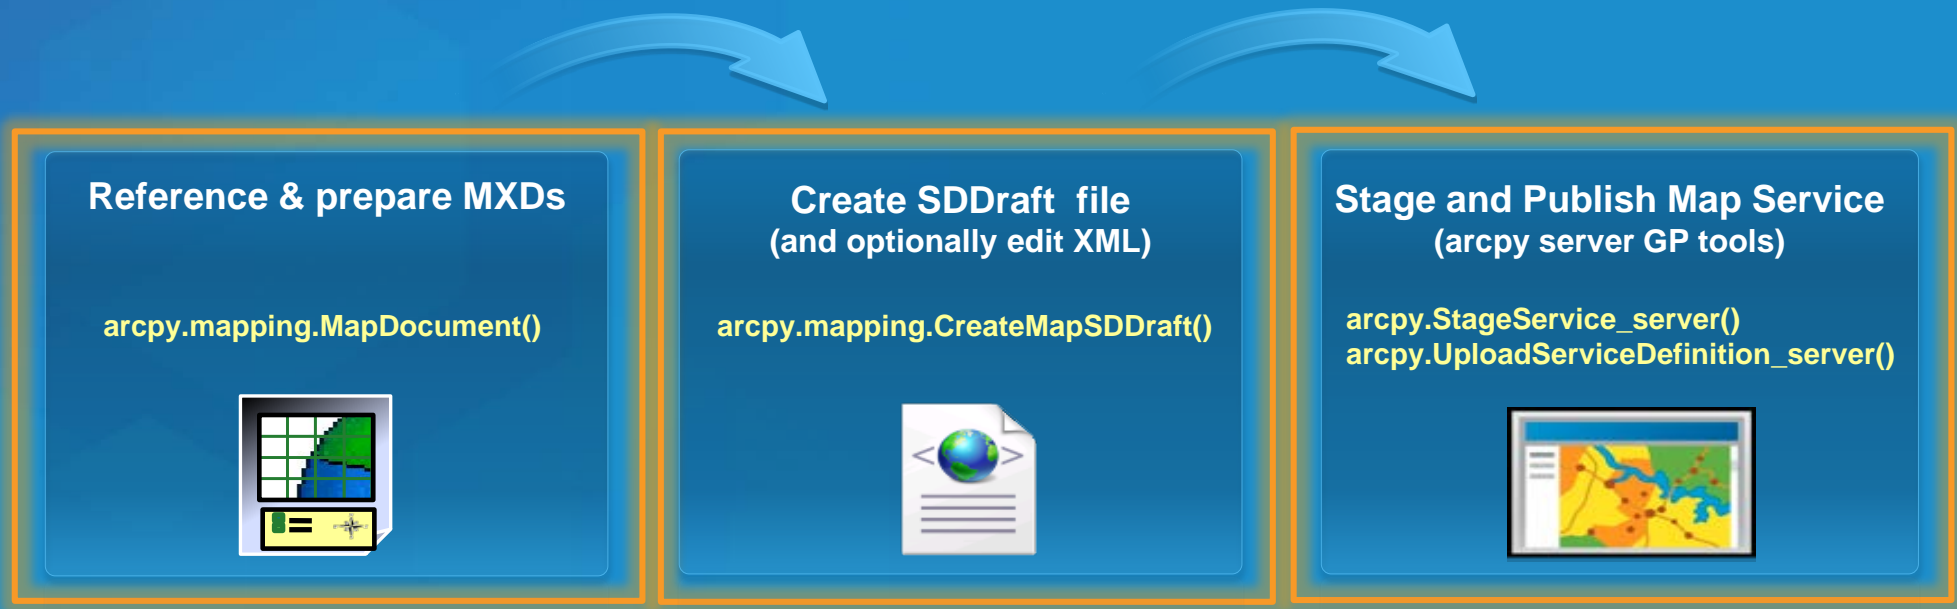 Reference & prepare MXDs
arcpy.mapping.MapDocument()
Create SDDraft file
(and optionally edit XML)
arcpy.mapping.CreateMapSDDraft()
Stage and Publish Map Service
(arcpy server GP tools)
arcpy.StageService_server()
arcpy.UploadServiceDefinition_server()